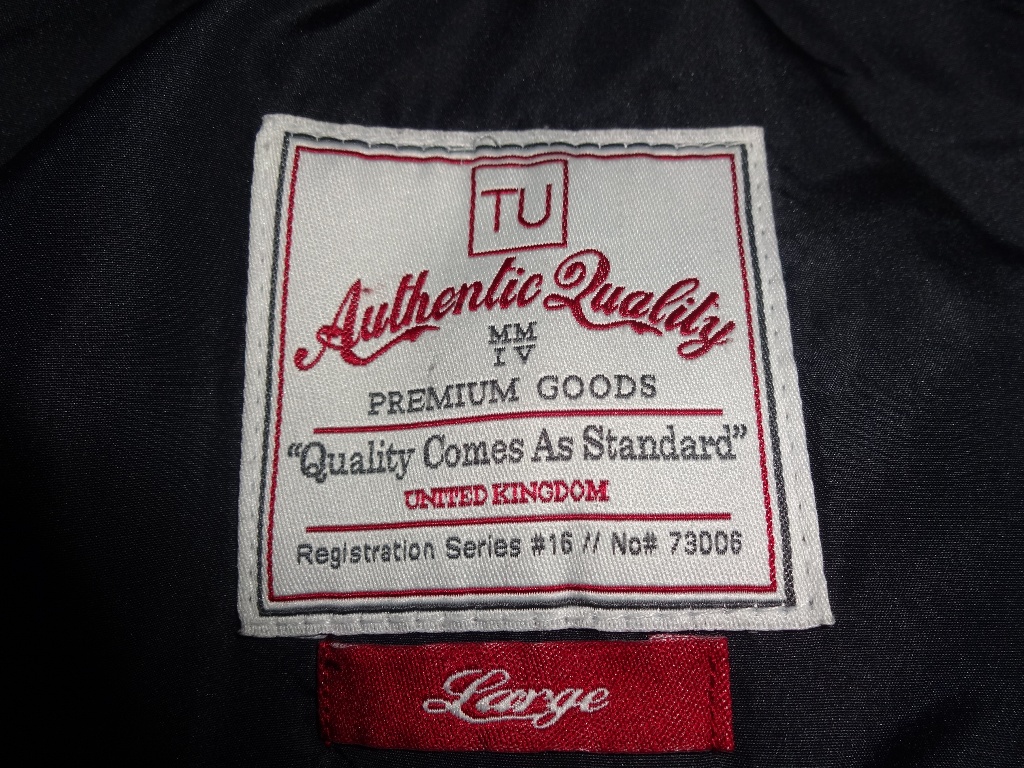 TU
Authentic Quality
MM
IV
PREMIUM GOODS
“Quality Comes As Standard”
UNITED KINGDOM
Registration Series #16 // No# 73006
Large